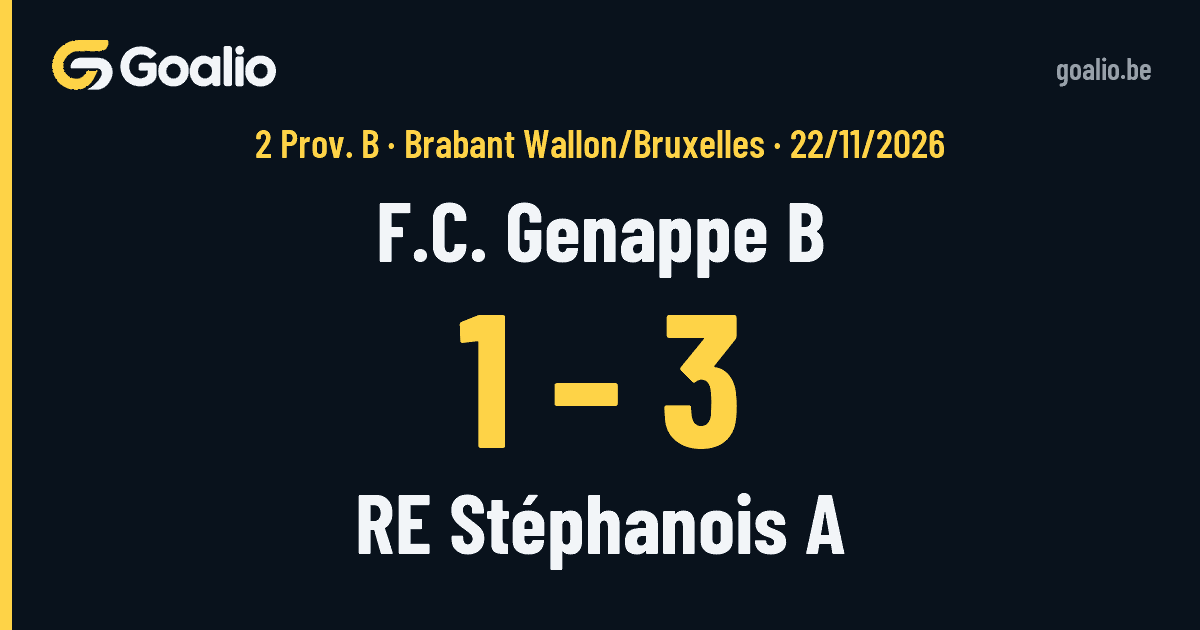 Goalio
goalio.be
2 Prov. B · Brabant Wallon/Bruxelles · 22/11/2026
F.C. Genappe B
1 – 3
RE Stéphanois A